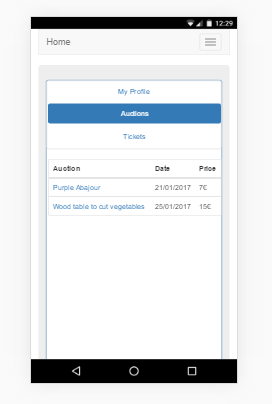 12:29
Home
My Profile
Auctions
Tickets
Auction Date Price
Purple Abajour 21/01/2017 7€
Wood table to cut vegetables 25/01/2017 15€